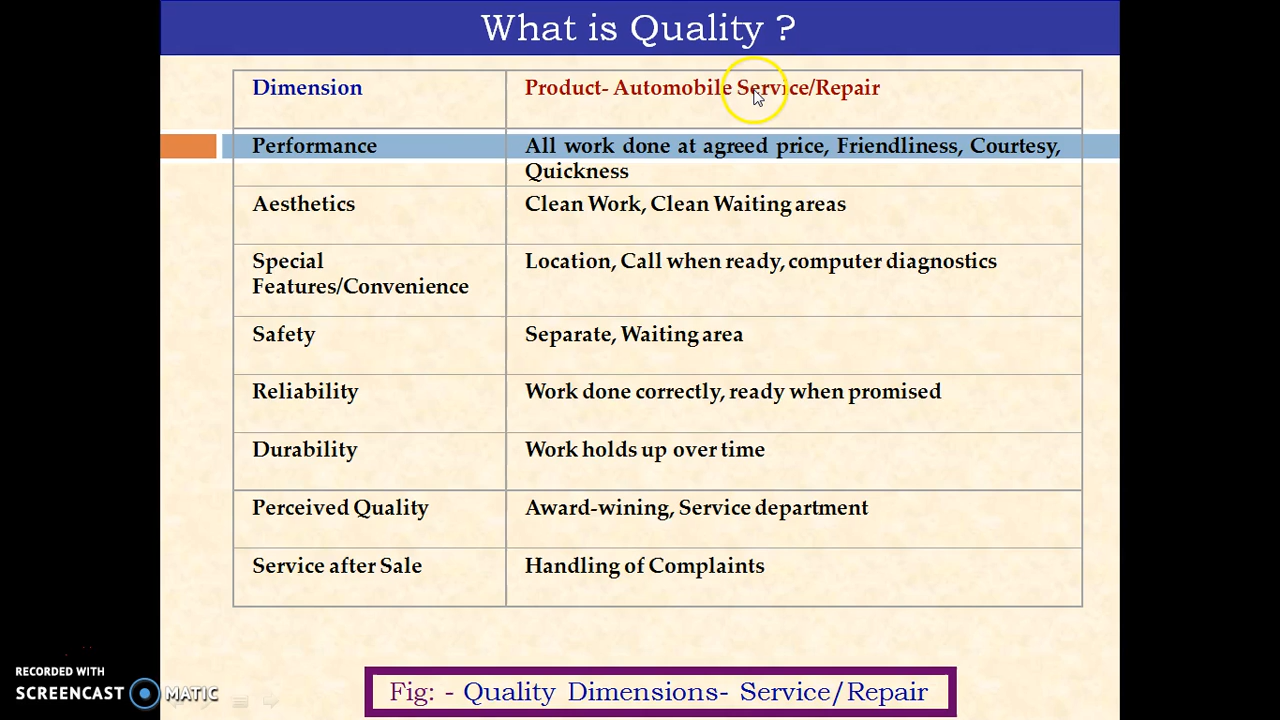 What is Quality ?
Dimension Product- Automobile Service/Repair
Performance All work done at agreed price, Friendliness, Courtesy,
Quickness
Aesthetics Clean Work, Clean Waiting areas
Special Location, Call when ready, computer diagnostics
Features/Convenience
Safety Separate, Waiting area
Reliability Work done correctly, ready when promised
Durability Work holds up over time
Perceived Quality Award-wining, Service department
Service after Sale Handling of Complaints
Fig: - Quality Dimensions- Service/Repair
RECORDED WITH
SCREENCAST MATIC